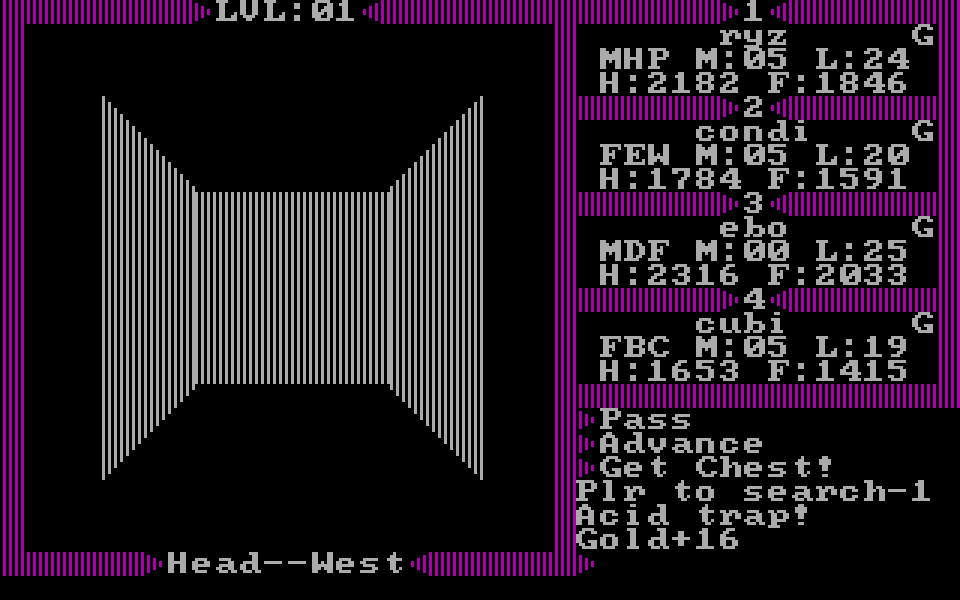 LVL:01
Head--West
1
ryz G
MHP M:05 L:24
H:2182 F:1846
2
condi G
FEW M:05 L:20
H:1784 F:1591
3
ebo G
MDF M:00 L:25
H:2316 F:2033
4
cubi G
FBC M:05 L:19
H:1653 F:1415
Pass
Advance
Get Chest!
Plr to search-1
Acid trap!
Gold+16